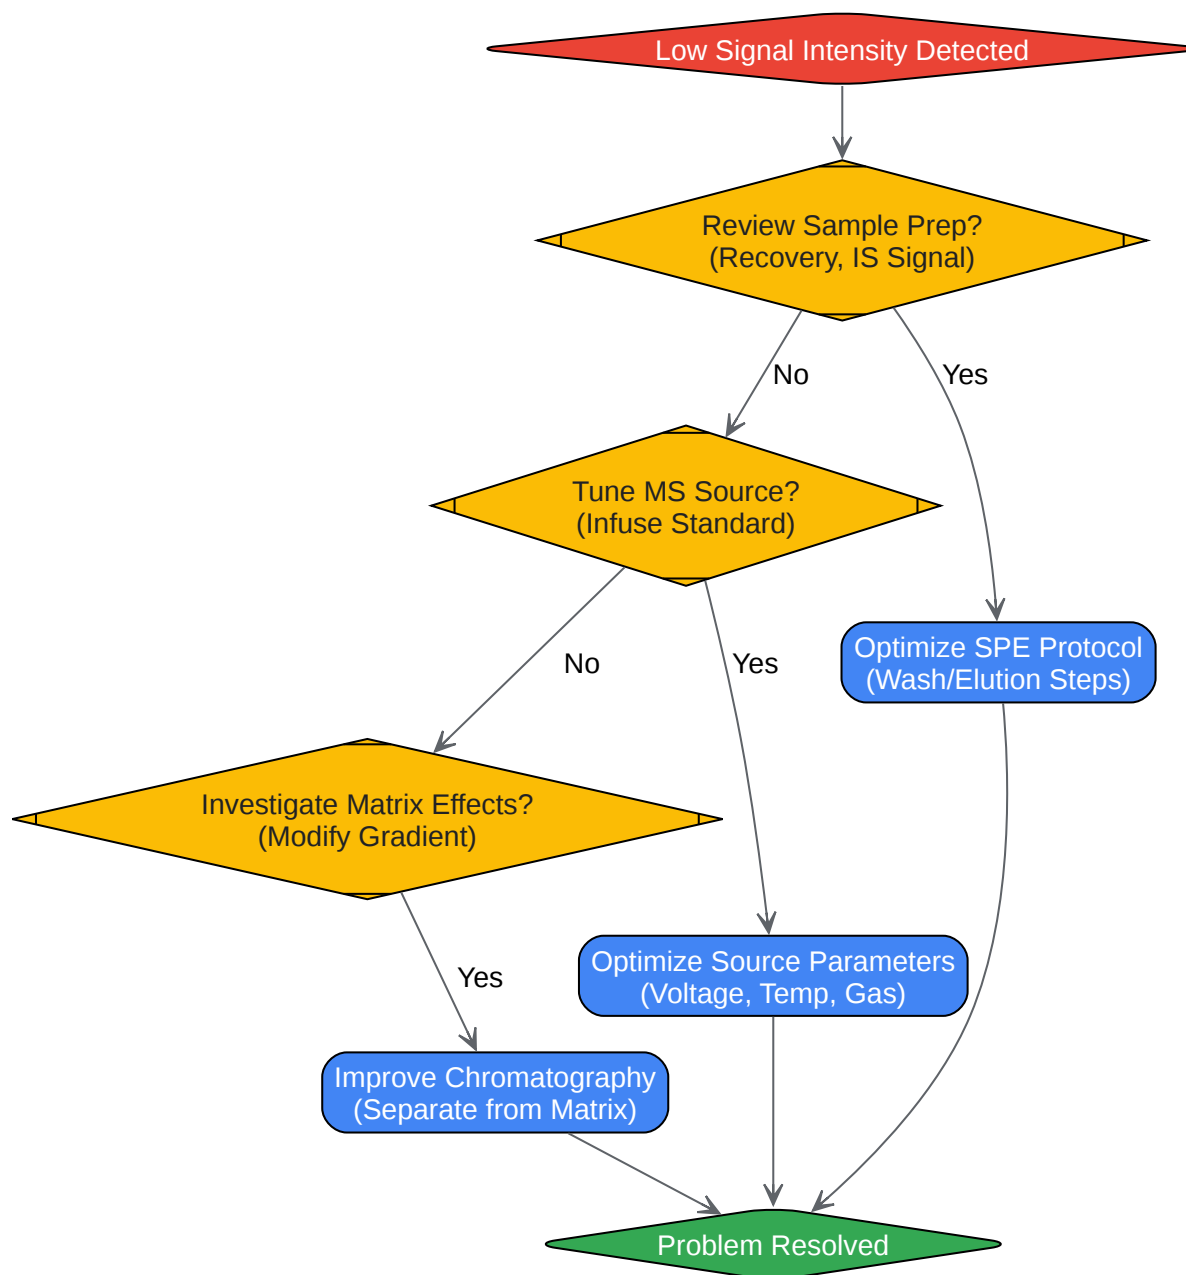 Low Signal Intensity Detected
Review Sample Prep?
(Recovery, IS Signal)
No
Yes
Tune MS Source?
(Infuse Standard)
No
Yes
Optimize SPE Protocol
(Wash/Elution Steps)
Investigate Matrix Effects?
(Modify Gradient)
Yes
Optimize Source Parameters
(Voltage, Temp, Gas)
Improve Chromatography
(Separate from Matrix)
Problem Resolved